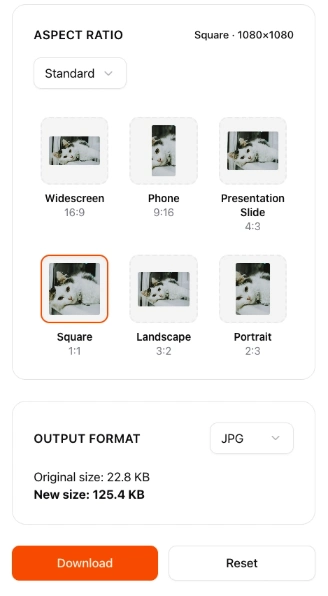 ASPECT RATIO
Square · 1080×1080
Standard
Widescreen
16:9
Phone
9:16
Presentation
Slide
4:3
Square
1:1
Landscape
3:2
Portrait
2:3
OUTPUT FORMAT
JPG
Original size: 22.8 KB
New size: 125.4 KB
Download
Reset